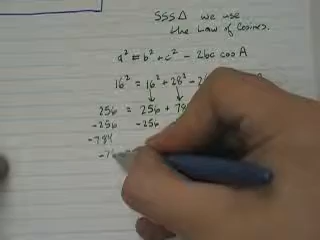 SSS Δ we use
the Law of Cosines
a² = b² + c² - 2bc cos A
16² = 16² + 28² - 2
256 = 256 + 78
-256 -256
-784